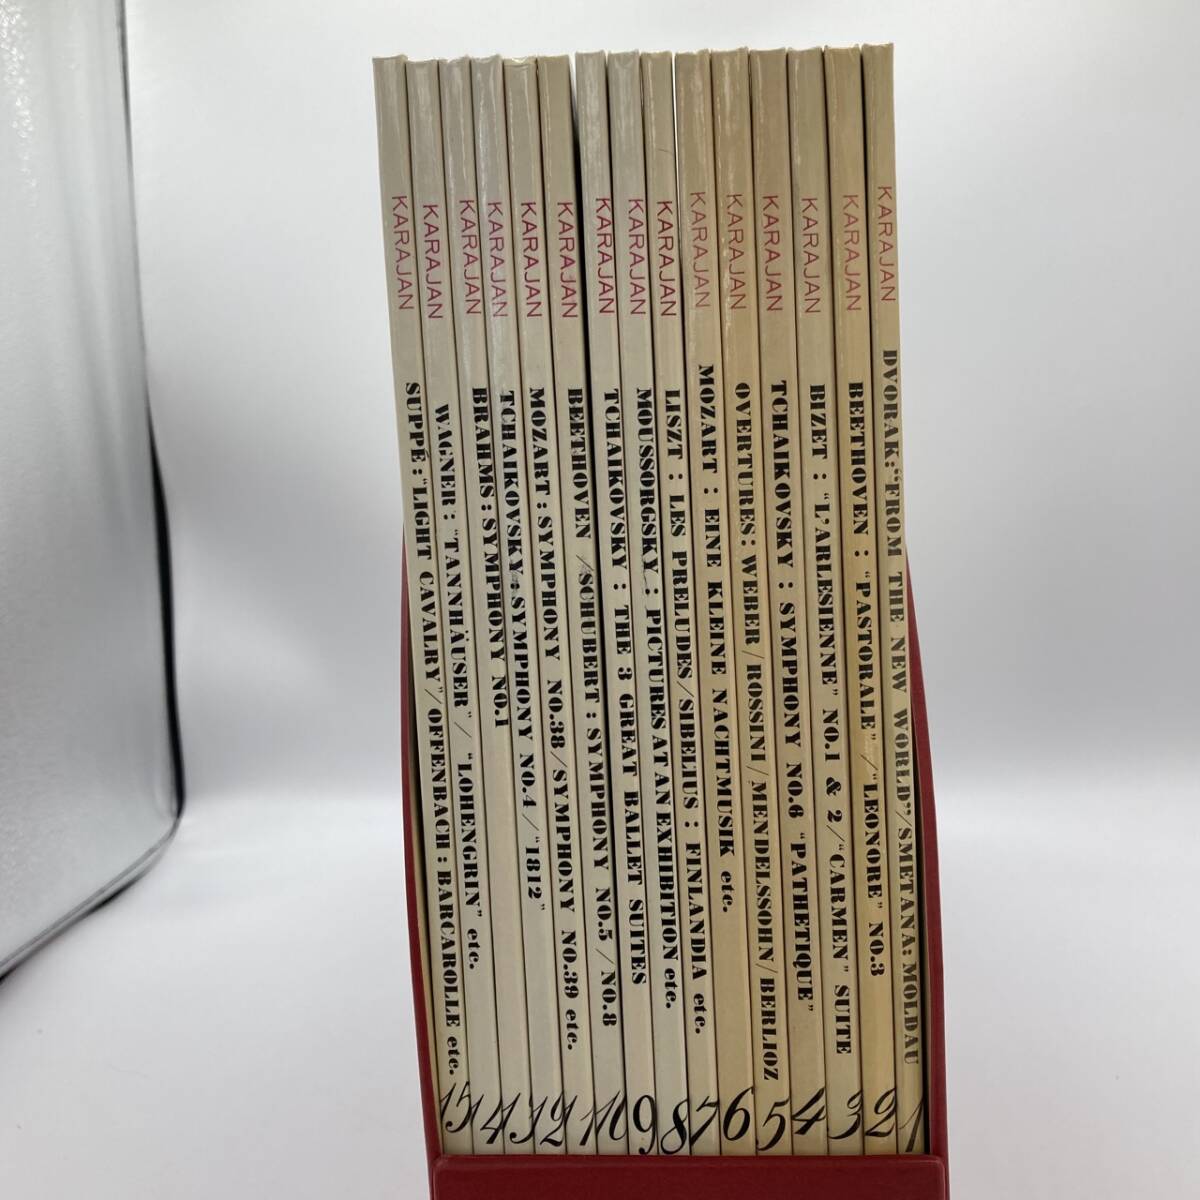 KARAJAN SUPPÉ: "LIGHT CAVALRY"/OFFENBACH: BARCAROLLE etc. 15
KARAJAN WAGNER: "TANNHÄUSER"/ "LOHENGRIN" etc. 14
KARAJAN BRAHMS: SYMPHONY NO.1 13
KARAJAN TCHAIKOVSKY: SYMPHONY NO.4/"1812" 12
KARAJAN MOZART: SYMPHONY NO.38/SYMPHONY NO.39 etc. 11
KARAJAN BEETHOVEN /SCHUBERT: SYMPHONY NO.5/NO.8 10
KARAJAN TCHAIKOVSKY: THE 3 GREAT BALLET SUITES 9
KARAJAN MOUSSORGSKY: PICTURES AT AN EXHIBITION etc. 8
KARAJAN LISZT: LES PRELUDES/SIBELIUS: FINLANDIA etc. 7
KARAJAN MOZART: EINE KLEINE NACHTMUSIK etc. 6
KARAJAN OVERTURES: WEBER/ROSSINI/MENDELSSOHN/BERLIOZ 5
KARAJAN TCHAIKOVSKY: SYMPHONY NO.6 "PATHETIQUE" 4
KARAJAN BIZET: "L'ARLESIENNE" NO.1 & 2/"CARMEN" SUITE 3
KARAJAN BEETHOVEN: "PASTORALE"/"LEONORE" NO.3 2
KARAJAN DVORAK: "FROM THE NEW WORLD"/SMETANA: MOLDAU 1